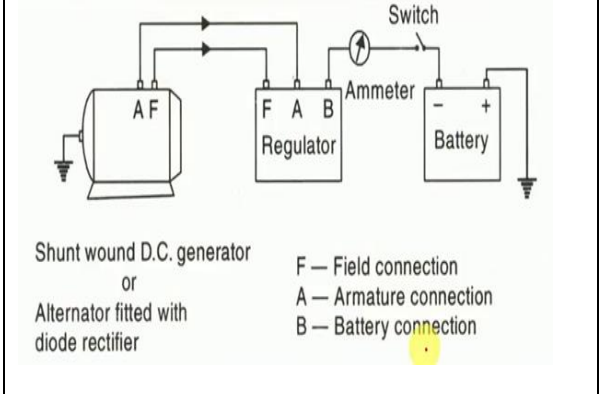 Switch
A F
F A B
Ammeter
- +
Regulator
Battery
Shunt wound D.C. generator
or
Alternator fitted with
diode rectifier
F — Field connection
A — Armature connection
B — Battery connection